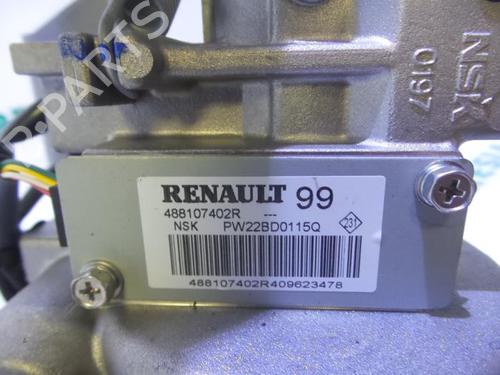 NSK
0197
RENAULT 99
488107402R ---
NSK PW22BD0115Q 231
488107402R409623478
R-PARTS